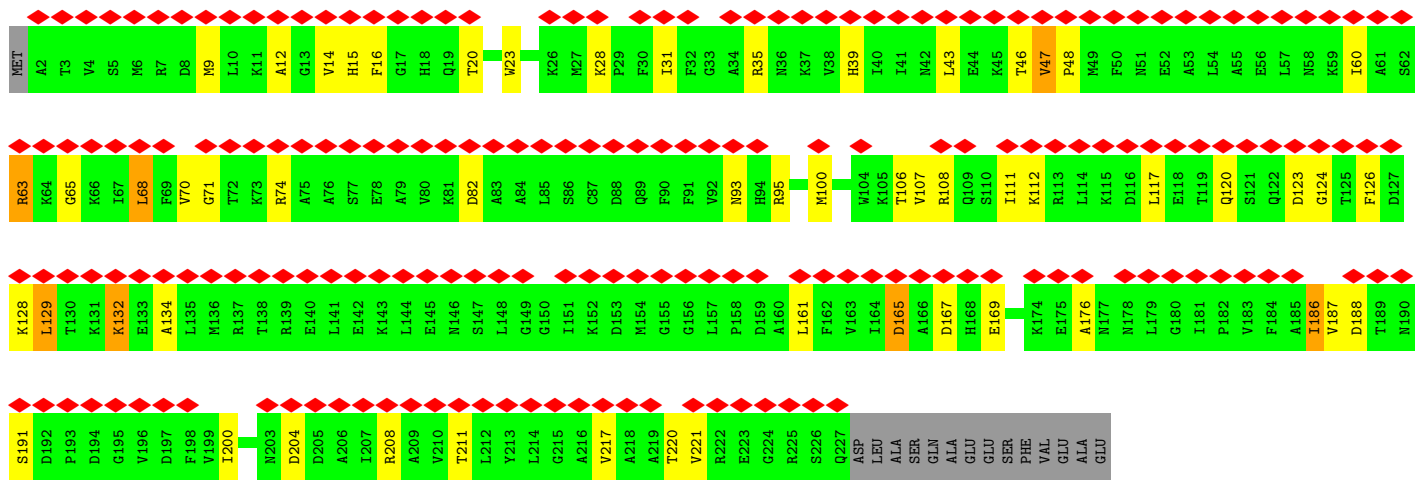 MET A2 T3 V4 S5 M6 R7 D8 M9 L10 K11 A12 G13 V14 H15 F16 G17 H18 Q19 T20 W23 K26 M27 K28 P29 F30 I31 F32 G33 A34 R35 N36 K37 V38 H39 I40 I41 N42 L43 E44 K45 T46 V47 P48 M49 F50 N51 E52 A53 L54 A55 E56 L57 N58 K59 I60 A61 S62
R63 K64 G65 K66 I67 L68 F69 V70 G71 T72 K73 R74 A75 A76 S77 E78 A79 V80 K81 D82 A83 A84 L85 S86 C87 D88 Q89 F90 F91 V92 N93 H94 R95 M100 W104 K105 T106 V107 R108 Q109 S110 I111 K112 R113 L114 K115 D116 L117 E118 T119 Q120 S121 Q122 D123 G124 T125 F126 D127
K128 L129 T130 K131 K132 E133 A134 L135 M136 R137 T138 R139 E140 L141 E142 K143 L144 E145 N146 S147 L148 G149 G150 I151 K152 D153 M154 G155 G156 L157 P158 D159 A160 L161 F162 V163 I164 D165 A166 D167 H168 E169 K174 E175 A176 N177 N178 L179 G180 I181 P182 V183 F184 A185 I186 V187 D188 T189 N190
S191 D192 P193 D194 G195 V196 D197 F198 V199 I200 N203 D204 D205 A206 I207 R208 A209 V210 T211 L212 Y213 L214 G215 A216 V217 A218 A219 T220 V221 R222 E223 G224 R225 S226 Q227 ASP LEU ALA SER GLN ALA GLU GLU SER PHE VAL GLU ALA GLU